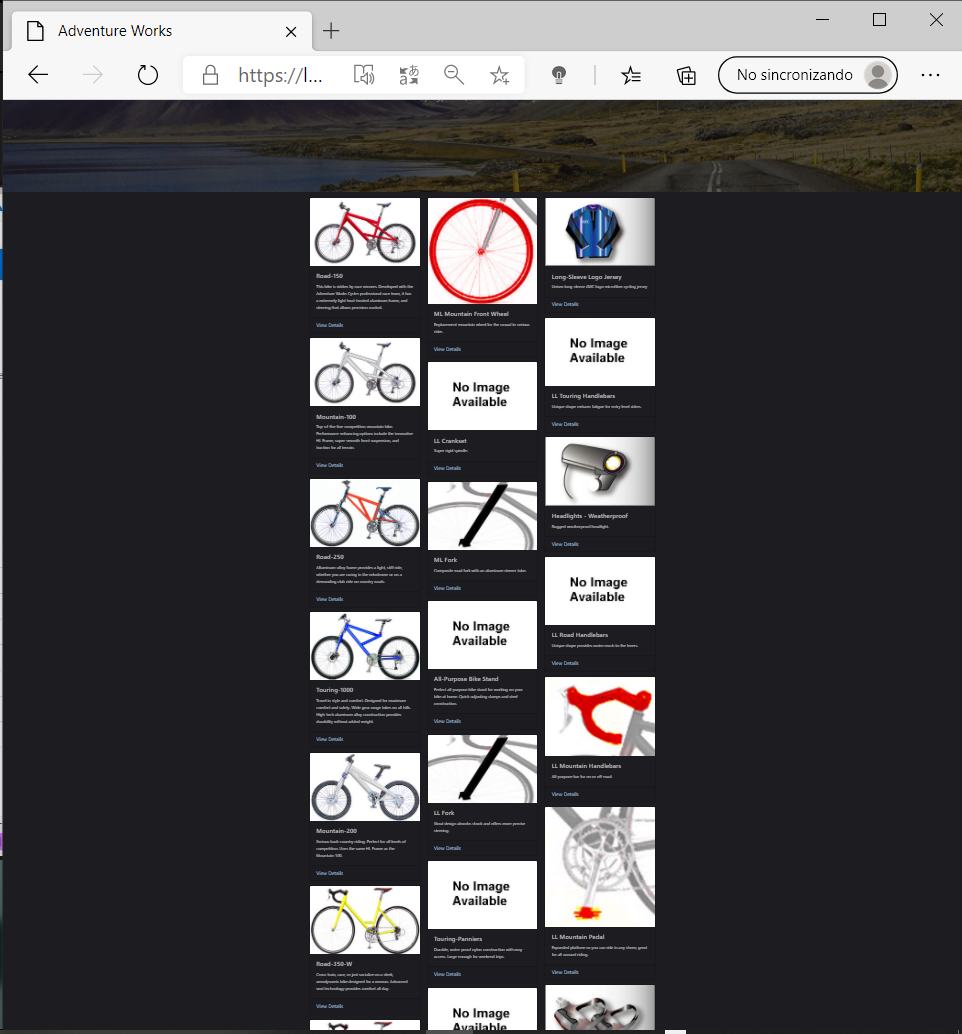 Adventure Works
https://l...
No sincronizando
Road-150
This bike is ridden by race winners. Developed with the
Adventure Works Cycles professional race team, it has
a extremely light heat-treated aluminum frame, and
steering that allows precision control.
View Details
Mountain-100
Top-of-the-line competition mountain bike.
Performance-enhancing options include the innovative
HL Frame, super-smooth front suspension, and
traction for all terrain.
View Details
Road-250
Alluminum-alloy frame provides a light, stiff ride,
whether you are racing in the velodrome or on a
demanding club ride on country roads.
View Details
Touring-1000
Travel in style and comfort. Designed for maximum
comfort and safety. Wide gear range takes on all hills.
High-tech aluminum alloy construction provides
durability without added weight.
View Details
Mountain-200
Serious back-country riding. Perfect for all levels of
competition. Uses the same HL Frame as the
Mountain-100.
View Details
Road-350-W
Cross-train, race, or just socialize on a sleek,
aerodynamic bike designed for a woman. Advanced
seat technology provides comfort all day.
View Details
ML Mountain Front Wheel
Replacement mountain wheel for the casual to serious
rider.
View Details
No Image
Available
LL Crankset
Super rigid spindle.
View Details
ML Fork
Composite road fork with an aluminum steerer tube.
View Details
No Image
Available
All-Purpose Bike Stand
Perfect all-purpose bike stand for working on your
bike at home. Quick-adjusting clamps and steel
construction.
View Details
LL Fork
Stout design absorbs shock and offers more precise
steering.
View Details
No Image
Available
Touring-Panniers
Durable, water-proof nylon construction with easy
access. Large enough for weekend trips.
View Details
No Image
Available
Long-Sleeve Logo Jersey
Unisex long-sleeve AWC logo microfiber cycling jersey
View Details
No Image
Available
LL Touring Handlebars
Unique shape reduces fatigue for entry level riders.
View Details
Headlights - Weatherproof
Rugged weatherproof headlight.
View Details
No Image
Available
LL Road Handlebars
Unique shape provides easier reach to the levers.
View Details
LL Mountain Handlebars
All-purpose bar for on or off-road.
View Details
LL Mountain Pedal
Expanded platform so you can ride in any shoes; great
for all-around riding.
View Details